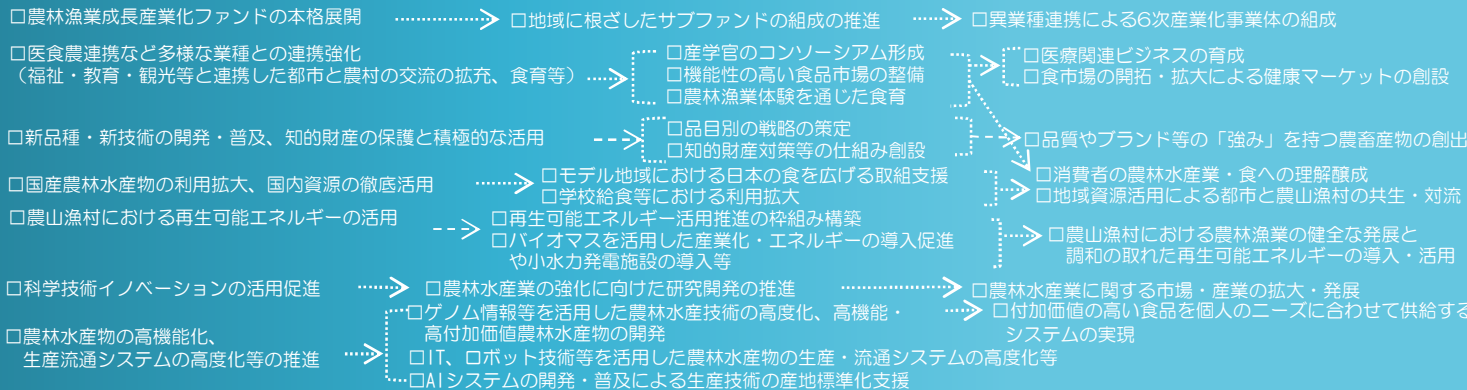 □農林漁業成長産業化ファンドの本格展開
□地域に根ざしたサブファンドの組成の推進
□異業種連携による6次産業化事業体の組成
□医食農連携など多様な業種との連携強化
（福祉・教育・観光等と連携した都市と農村の交流の拡充、食育等）
□産学官のコンソーシアム形成
□機能性の高い食品市場の整備
□農林漁業体験を通じた食育
□医療関連ビジネスの育成
□食市場の開拓・拡大による健康マーケットの創設
□新品種・新技術の開発・普及、知的財産の保護と積極的な活用
□品目別の戦略の策定
□知的財産対策等の仕組み創設
□品質やブランド等の「強み」を持つ農畜産物の創出
□国産農林水産物の利用拡大、国内資源の徹底活用
□モデル地域における日本の食を広げる取組支援
□学校給食等における利用拡大
□消費者の農林水産業・食への理解醸成
□地域資源活用による都市と農山漁村の共生・対流
□農山漁村における再生可能エネルギーの活用
□再生可能エネルギー活用推進の枠組み構築
□バイオマスを活用した産業化・エネルギーの導入促進
や小水力発電施設の導入等
□農山漁村における農林漁業の健全な発展と
調和の取れた再生可能エネルギーの導入・活用
□科学技術イノベーションの活用促進
□農林水産業の強化に向けた研究開発の推進
□農林水産業に関する市場・産業の拡大・発展
□農林水産物の高機能化、
生産流通システムの高度化等の推進
□ゲノム情報等を活用した農林水産技術の高度化、高機能・
高付加価値農林水産物の開発
□IT、ロボット技術等を活用した農林水産物の生産・流通システムの高度化等
□AIシステムの開発・普及による生産技術の産地標準化支援
□付加価値の高い食品を個人のニーズに合わせて供給する
システムの実現